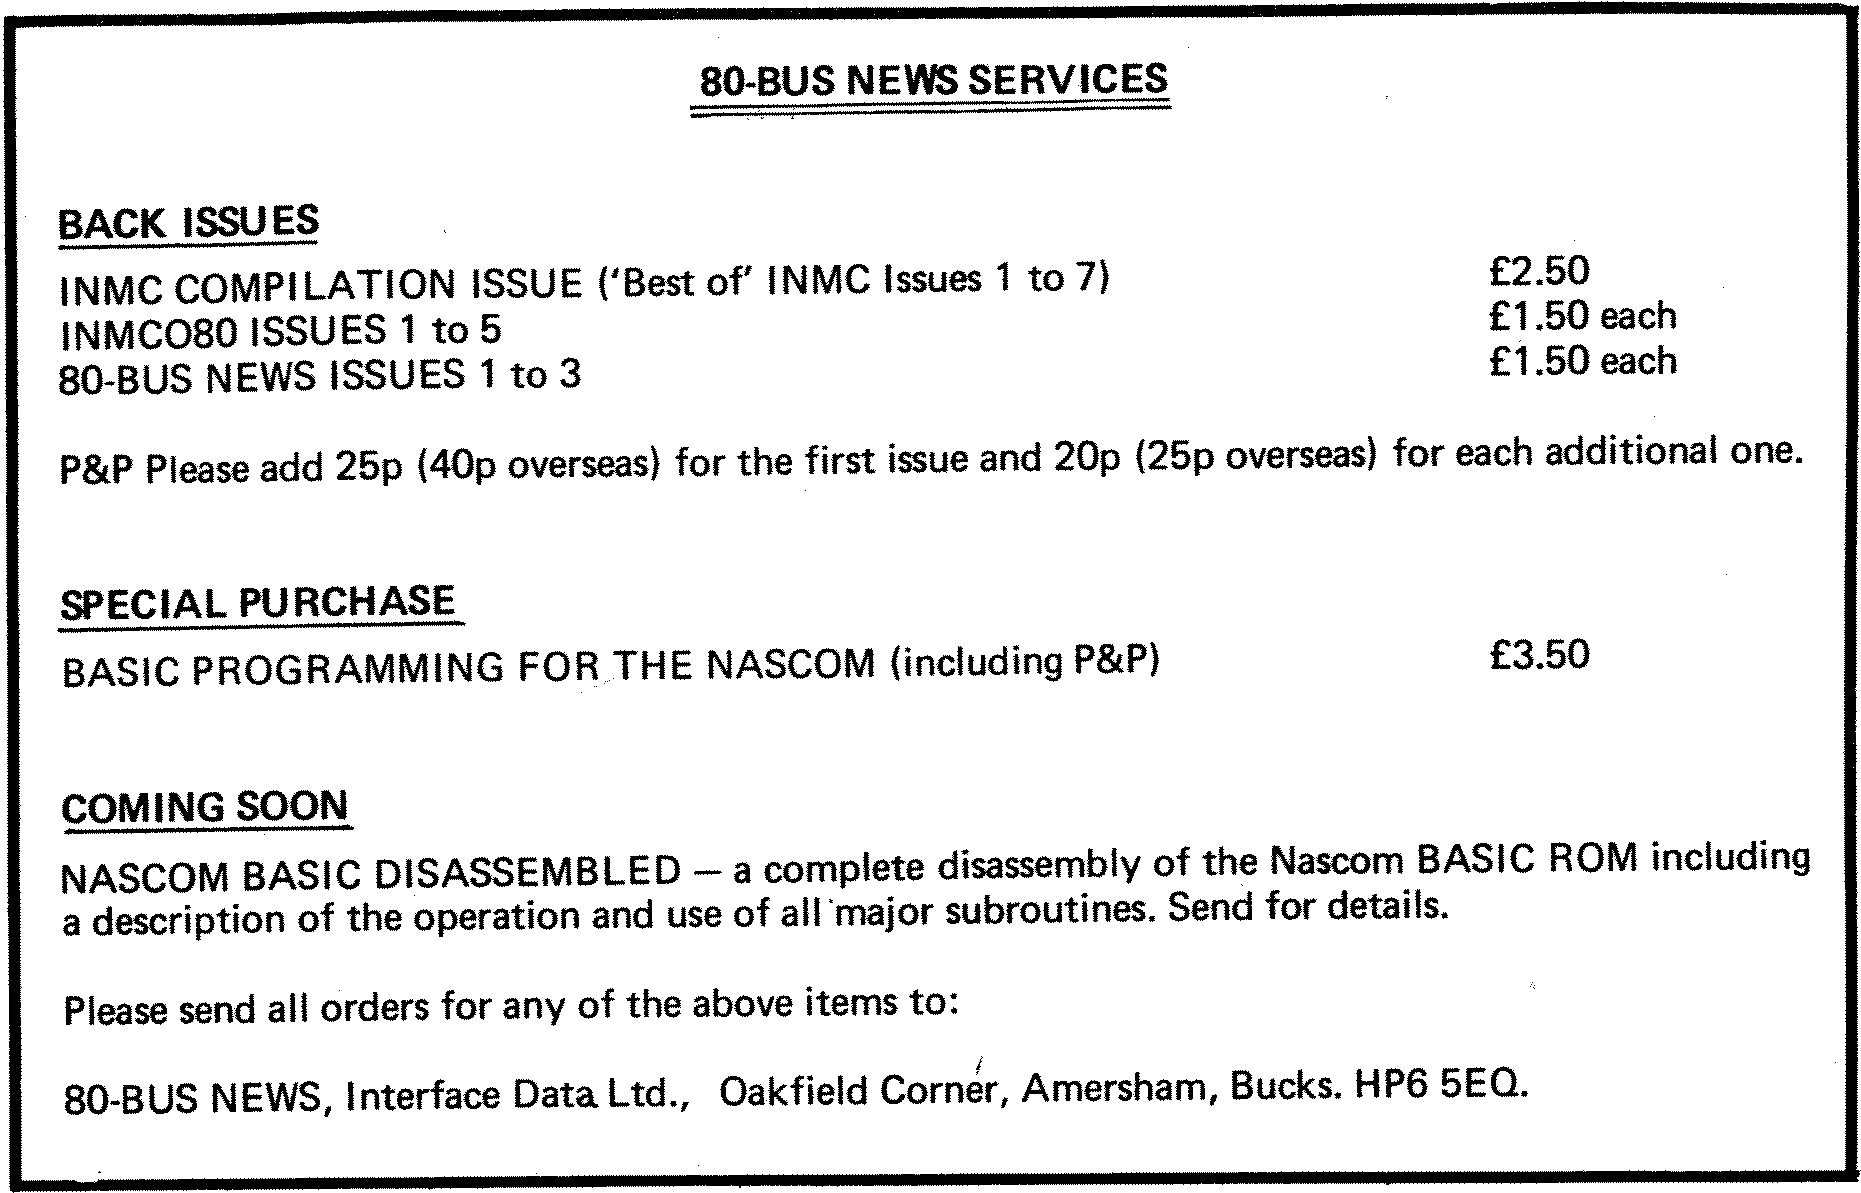 80-BUS NEWS SERVICES
BACK ISSUES
INMC COMPILATION ISSUE ('Best of' INMC Issues 1 to 7) £2.50
INMCO80 ISSUES 1 to 5 £1.50 each
80-BUS NEWS ISSUES 1 to 3 £1.50 each
P&P Please add 25p (40p overseas) for the first issue and 20p (25p overseas) for each additional one.
SPECIAL PURCHASE
BASIC PROGRAMMING FOR THE NASCOM (including P&P) £3.50
COMING SOON
NASCOM BASIC DISASSEMBLED — a complete disassembly of the Nascom BASIC ROM including
a description of the operation and use of all major subroutines. Send for details.
Please send all orders for any of the above items to:
80-BUS NEWS, Interface Data Ltd., Oakfield Corner, Amersham, Bucks. HP6 5EQ.